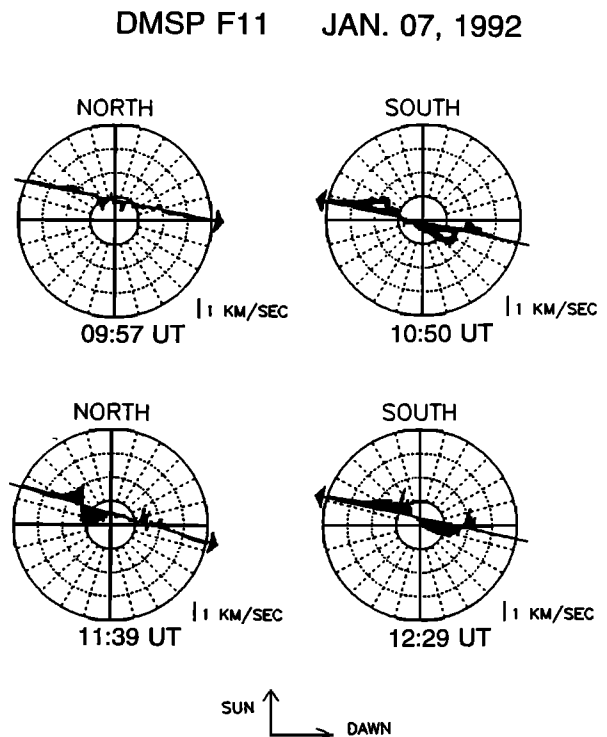 DMSP F11 JAN. 07, 1992
NORTH SOUTH
1 KM/SEC 1 KM/SEC
09:57 UT 10:50 UT
NORTH SOUTH
1 KM/SEC 1 KM/SEC
11:39 UT 12:29 UT
SUN
DAWN